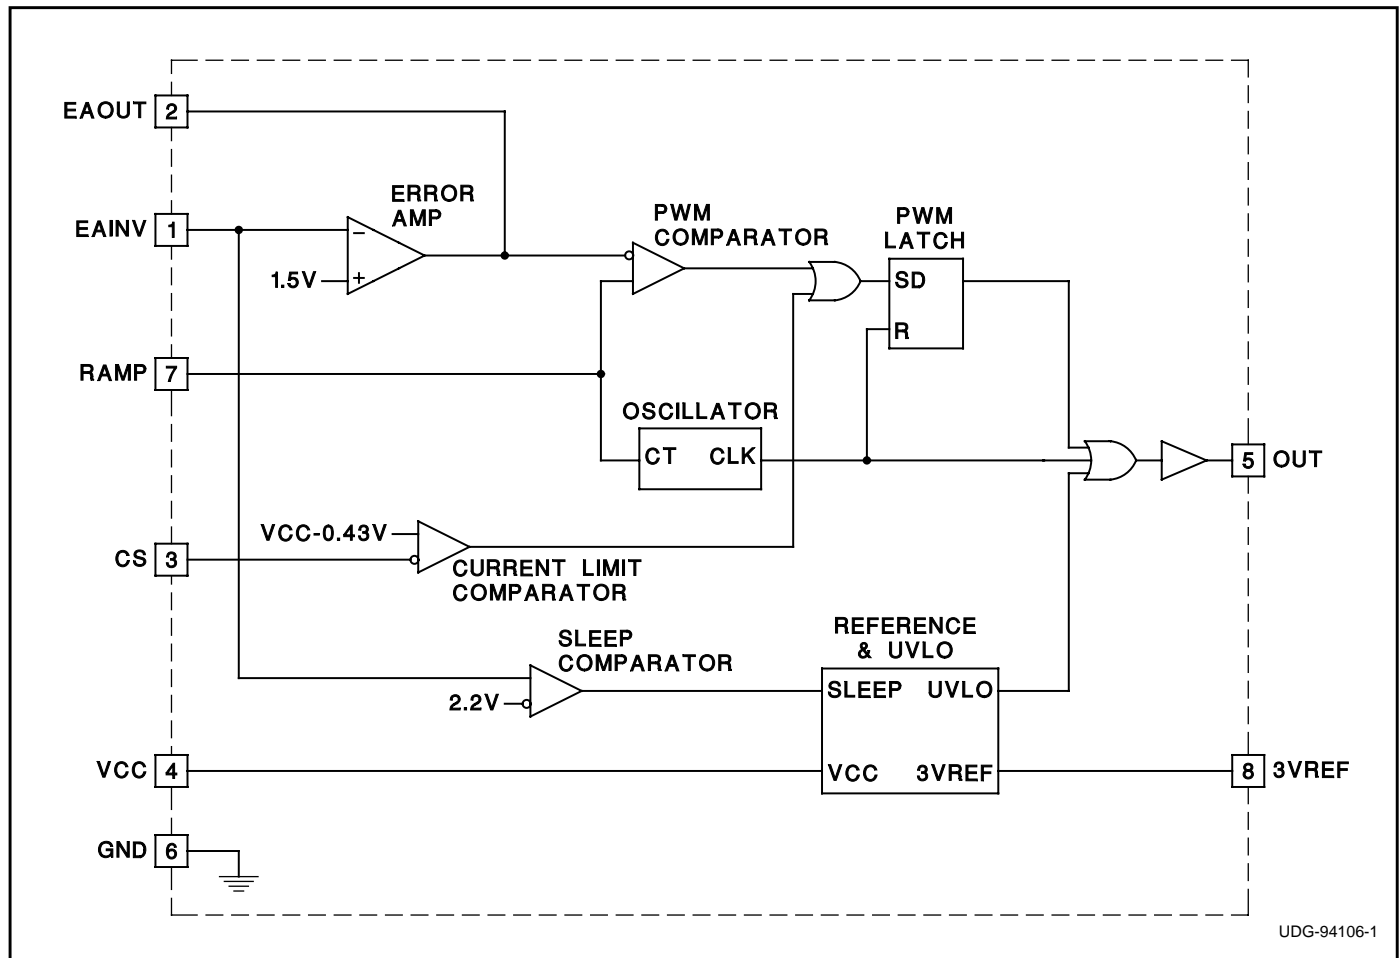 EAOUT 2
ERROR
AMP
EAINV 1
−
1.5V
+
PWM
COMPARATOR
PWM
LATCH
SD
R
RAMP 7
OSCILLATOR
CT CLK
5 OUT
VCC-0.43V
CS 3
CURRENT LIMIT
COMPARATOR
SLEEP
COMPARATOR
2.2V
REFERENCE
& UVLO
SLEEP UVLO
VCC 4
VCC 3VREF
8 3VREF
GND 6
UDG-94106-1